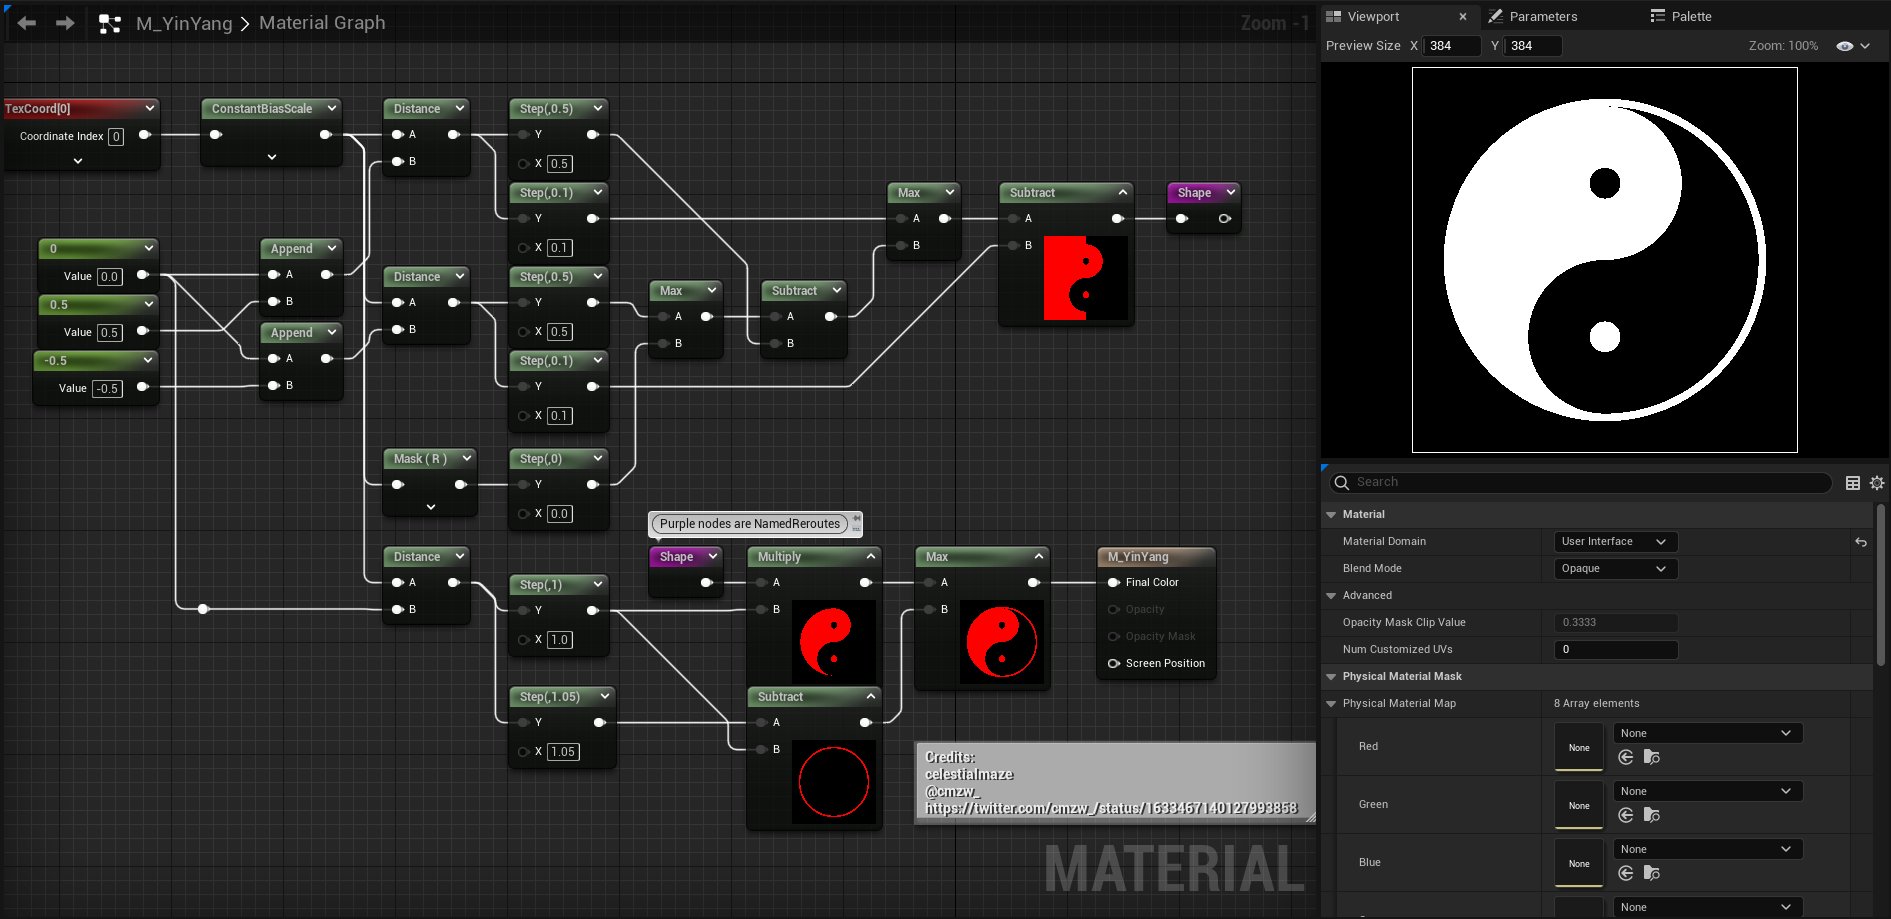 M_YinYang > Material Graph
Zoom -1
TexCoord[0]
Coordinate Index 0
ConstantBiasScale
Distance
A
B
Step(,0.5)
Y
X 0.5
Step(,0.1)
Y
X 0.1
Max
A
B
Subtract
A
B
Shape
0
Value 0.0
0.5
Value 0.5
-0.5
Value -0.5
Append
A
B
Append
A
B
Distance
A
B
Step(,0.5)
Y
X 0.5
Step(,0.1)
Y
X 0.1
Max
A
B
Subtract
A
B
Mask ( R )
Step(,0)
Y
X 0.0
Purple nodes are NamedReroutes
Distance
A
B
Step(,1)
Y
X 1.0
Step(,1.05)
Y
X 1.05
Shape
Multiply
A
B
Subtract
A
B
Max
A
B
M_YinYang
Final Color
Opacity
Opacity Mask
Screen Position
Credits:
celestialmaze
@cmzw_
https://twitter.com/cmzw_/status/1633467140127993858
MATERIAL
Viewport
Parameters
Palette
Preview Size X 384 Y 384
Zoom: 100%
Search
Material
Material Domain User Interface
Blend Mode Opaque
Advanced
Opacity Mask Clip Value 0.3333
Num Customized UVs 0
Physical Material Mask
Physical Material Map 8 Array elements
Red None None
Green None None
Blue None None
None